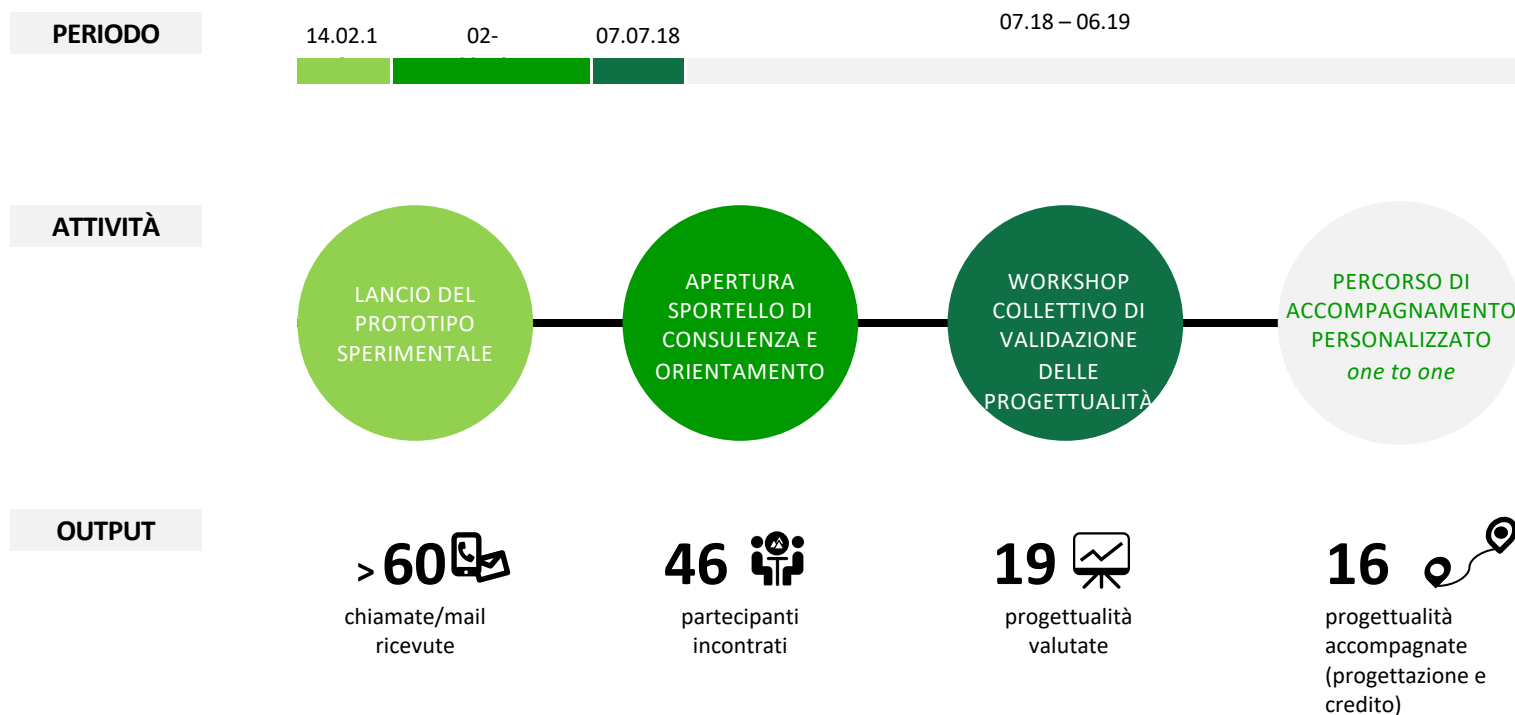 PERIODO
14.02.1
02-
07.07.18
07.18 – 06.19
ATTIVITÀ
LANCIO DEL
PROTOTIPO
SPERIMENTALE
APERTURA
SPORTELLO DI
CONSULENZA E
ORIENTAMENTO
WORKSHOP
COLLETTIVO DI
VALIDAZIONE
DELLE
PROGETTUALITÀ
PERCORSO DI
ACCOMPAGNAMENTO
PERSONALIZZATO
one to one
OUTPUT
> 60
chiamate/mail
ricevute
46
partecipanti
incontrati
19
progettualità
valutate
16
progettualità
accompagnate
(progettazione e
credito)